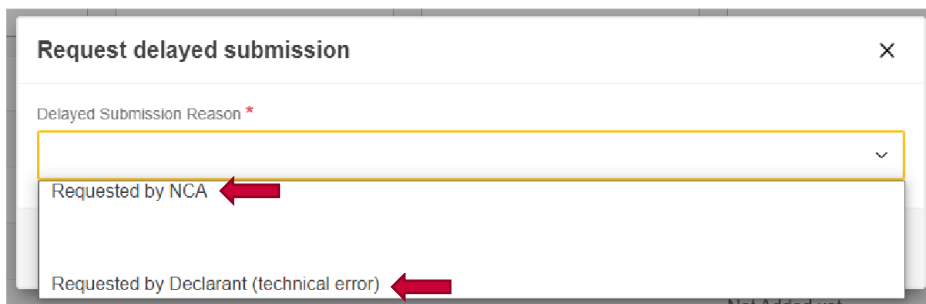 Request delayed submission
Delayed Submission Reason *
Requested by NCA
Requested by Declarant (technical error)